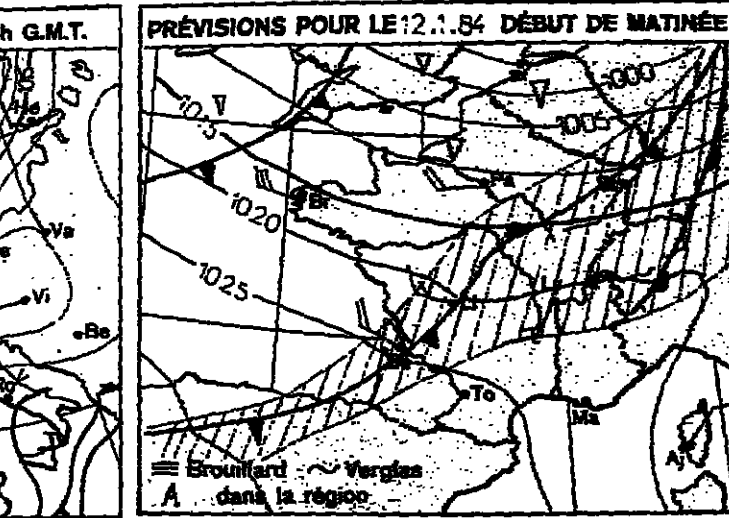 h G.M.T.
Va
Vi
Be
PRÉVISIONS POUR LE 12.1.84 DÉBUT DE MATINÉE
1000
1005
1015
Br
1020
1025
To
Ma
Aj
Brouillard Verglas
dans la région